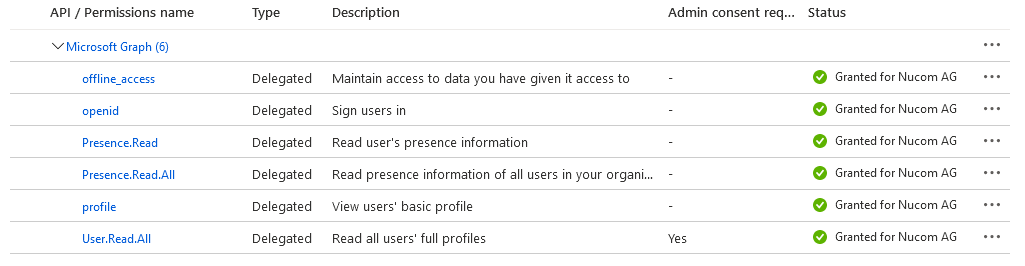 API / Permissions name Type Description Admin consent req... Status
Microsoft Graph (6) ...
offline_access Delegated Maintain access to data you have given it access to - Granted for Nucom AG ...
openid Delegated Sign users in - Granted for Nucom AG ...
Presence.Read Delegated Read user's presence information - Granted for Nucom AG ...
Presence.Read.All Delegated Read presence information of all users in your organi... - Granted for Nucom AG ...
profile Delegated View users' basic profile - Granted for Nucom AG ...
User.Read.All Delegated Read all users' full profiles Yes Granted for Nucom AG ...